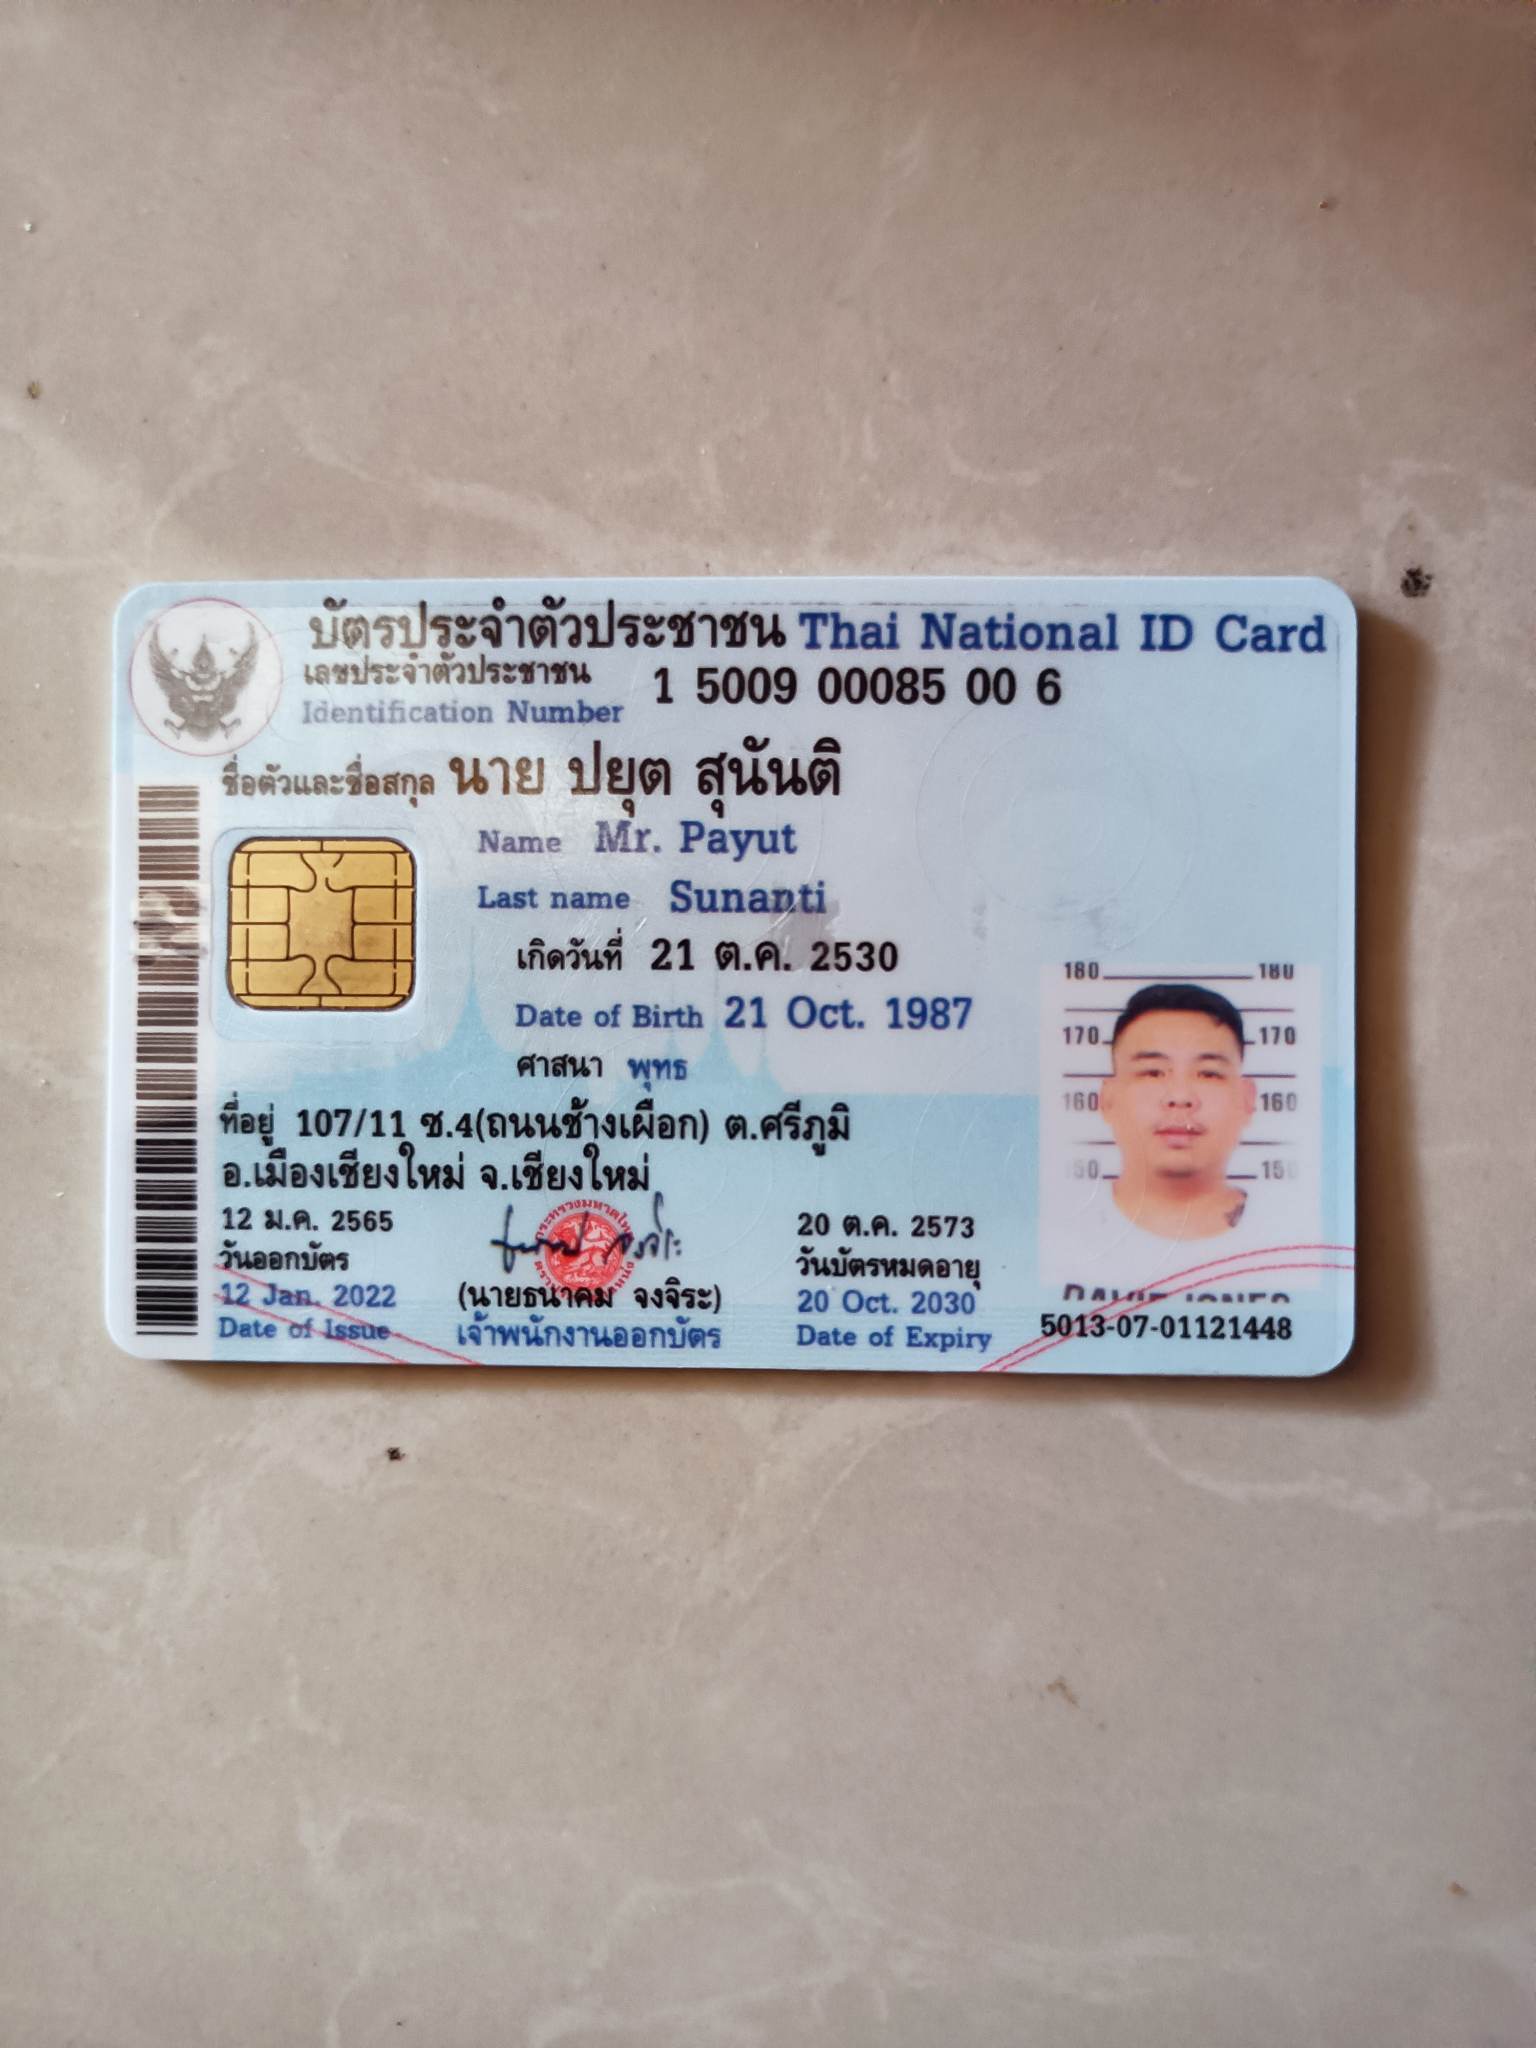 บัตรประจำตัวประชาชน Thai National ID Card
เลขประจำตัวประชาชน
Identification Number
1 5009 00085 00 6
ชื่อตัวและชื่อสกุล นาย ปยุต สุนันติ
Name Mr. Payut
Last name Sunanti
เกิดวันที่ 21 ต.ค. 2530
Date of Birth 21 Oct. 1987
ศาสนา พุทธ
ที่อยู่ 107/11 ซ.4(ถนนช้างเผือก) ต.ศรีภูมิ
อ.เมืองเชียงใหม่ จ.เชียงใหม่
12 ม.ค. 2565
วันออกบัตร
12 Jan. 2022
Date of Issue
(นายธนาคม จงจิระ)
เจ้าพนักงานออกบัตร
20 ต.ค. 2573
วันบัตรหมดอายุ
20 Oct. 2030
Date of Expiry
180 180
170 170
160 160
5013-07-01121448